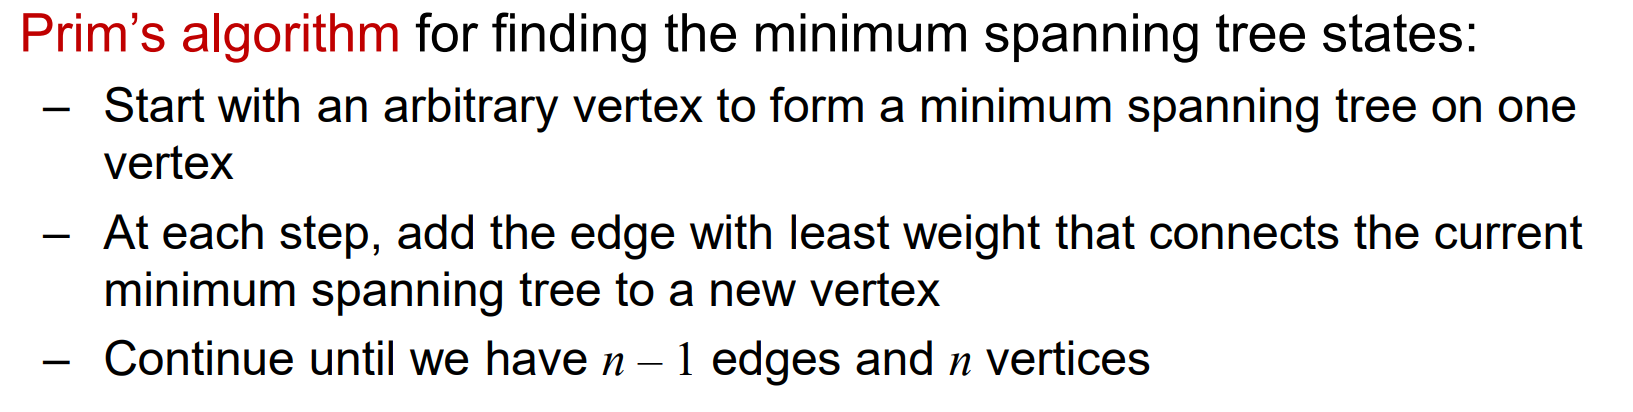 Prim’s algorithm for finding the minimum spanning tree states:
– Start with an arbitrary vertex to form a minimum spanning tree on one
vertex
– At each step, add the edge with least weight that connects the current
minimum spanning tree to a new vertex
– Continue until we have n – 1 edges and n vertices